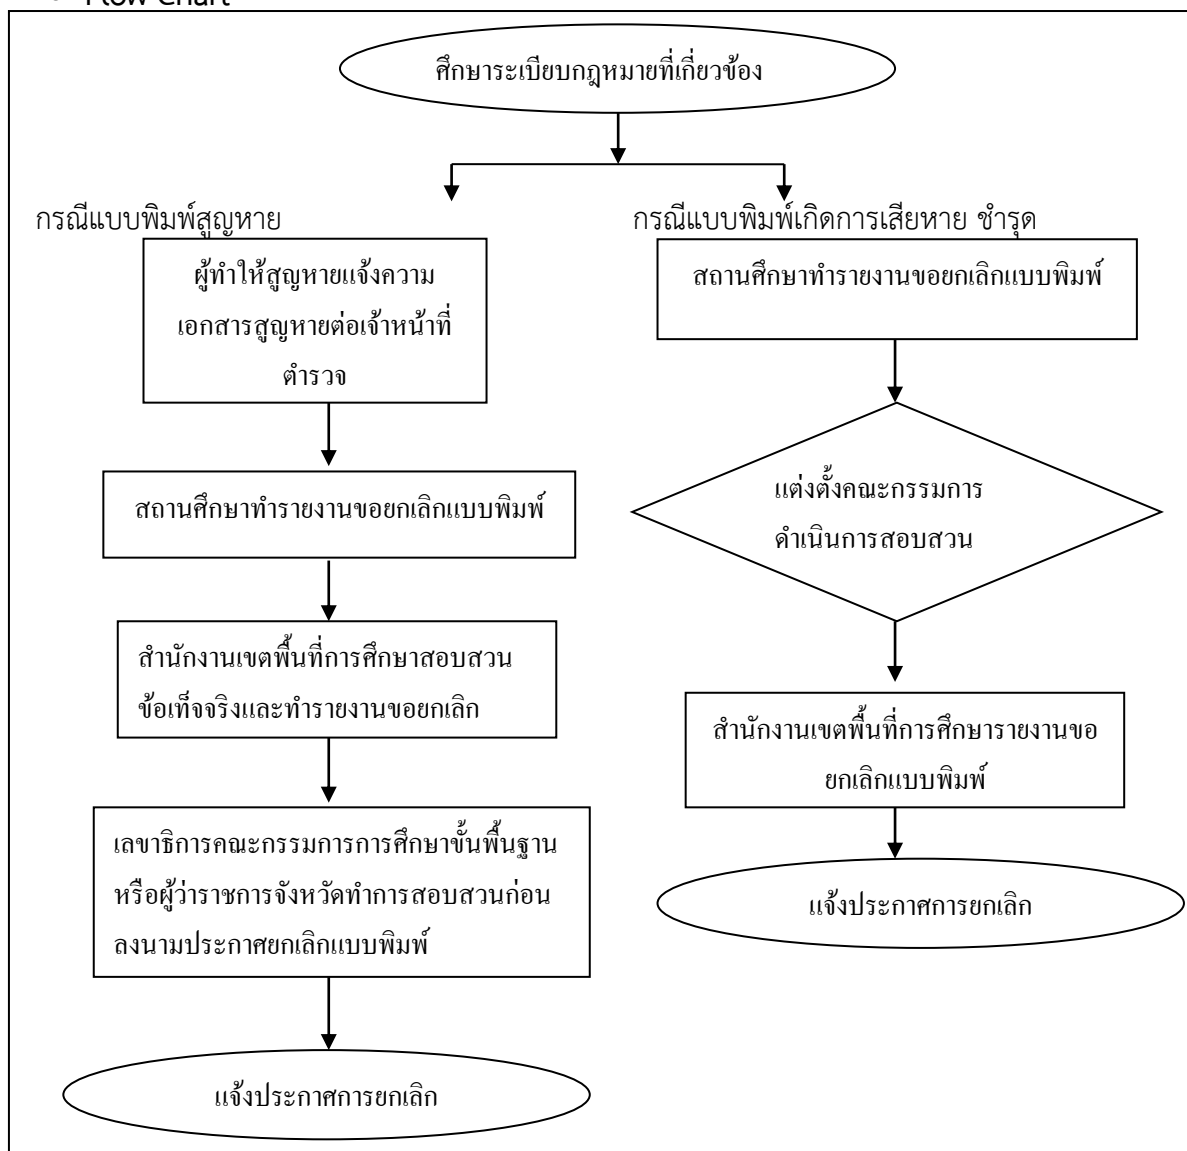 Flow Chart
ศึกษาระเบียบกฎหมายที่เกี่ยวข้อง
กรณีแบบพิมพ์สูญหาย
ผู้ทำให้สูญหายแจ้งความ
เอกสารสูญหายต่อเจ้าหน้าที่
ตำรวจ
สถานศึกษาทำรายงานขอยกเลิกแบบพิมพ์
สำนักงานเขตพื้นที่การศึกษาสอบสวน
ข้อเท็จจริงและทำรายงานขอยกเลิก
เลขาธิการคณะกรรมการการศึกษาขั้นพื้นฐาน
หรือผู้ว่าราชการจังหวัดทำการสอบสวนก่อน
ลงนามประกาศยกเลิกแบบพิมพ์
แจ้งประกาศการยกเลิก
กรณีแบบพิมพ์เกิดการเสียหาย ชำรุด
สถานศึกษาทำรายงานขอยกเลิกแบบพิมพ์
แต่งตั้งคณะกรรมการ
ดำเนินการสอบสวน
สำนักงานเขตพื้นที่การศึกษารายงานขอ
ยกเลิกแบบพิมพ์
แจ้งประกาศการยกเลิก